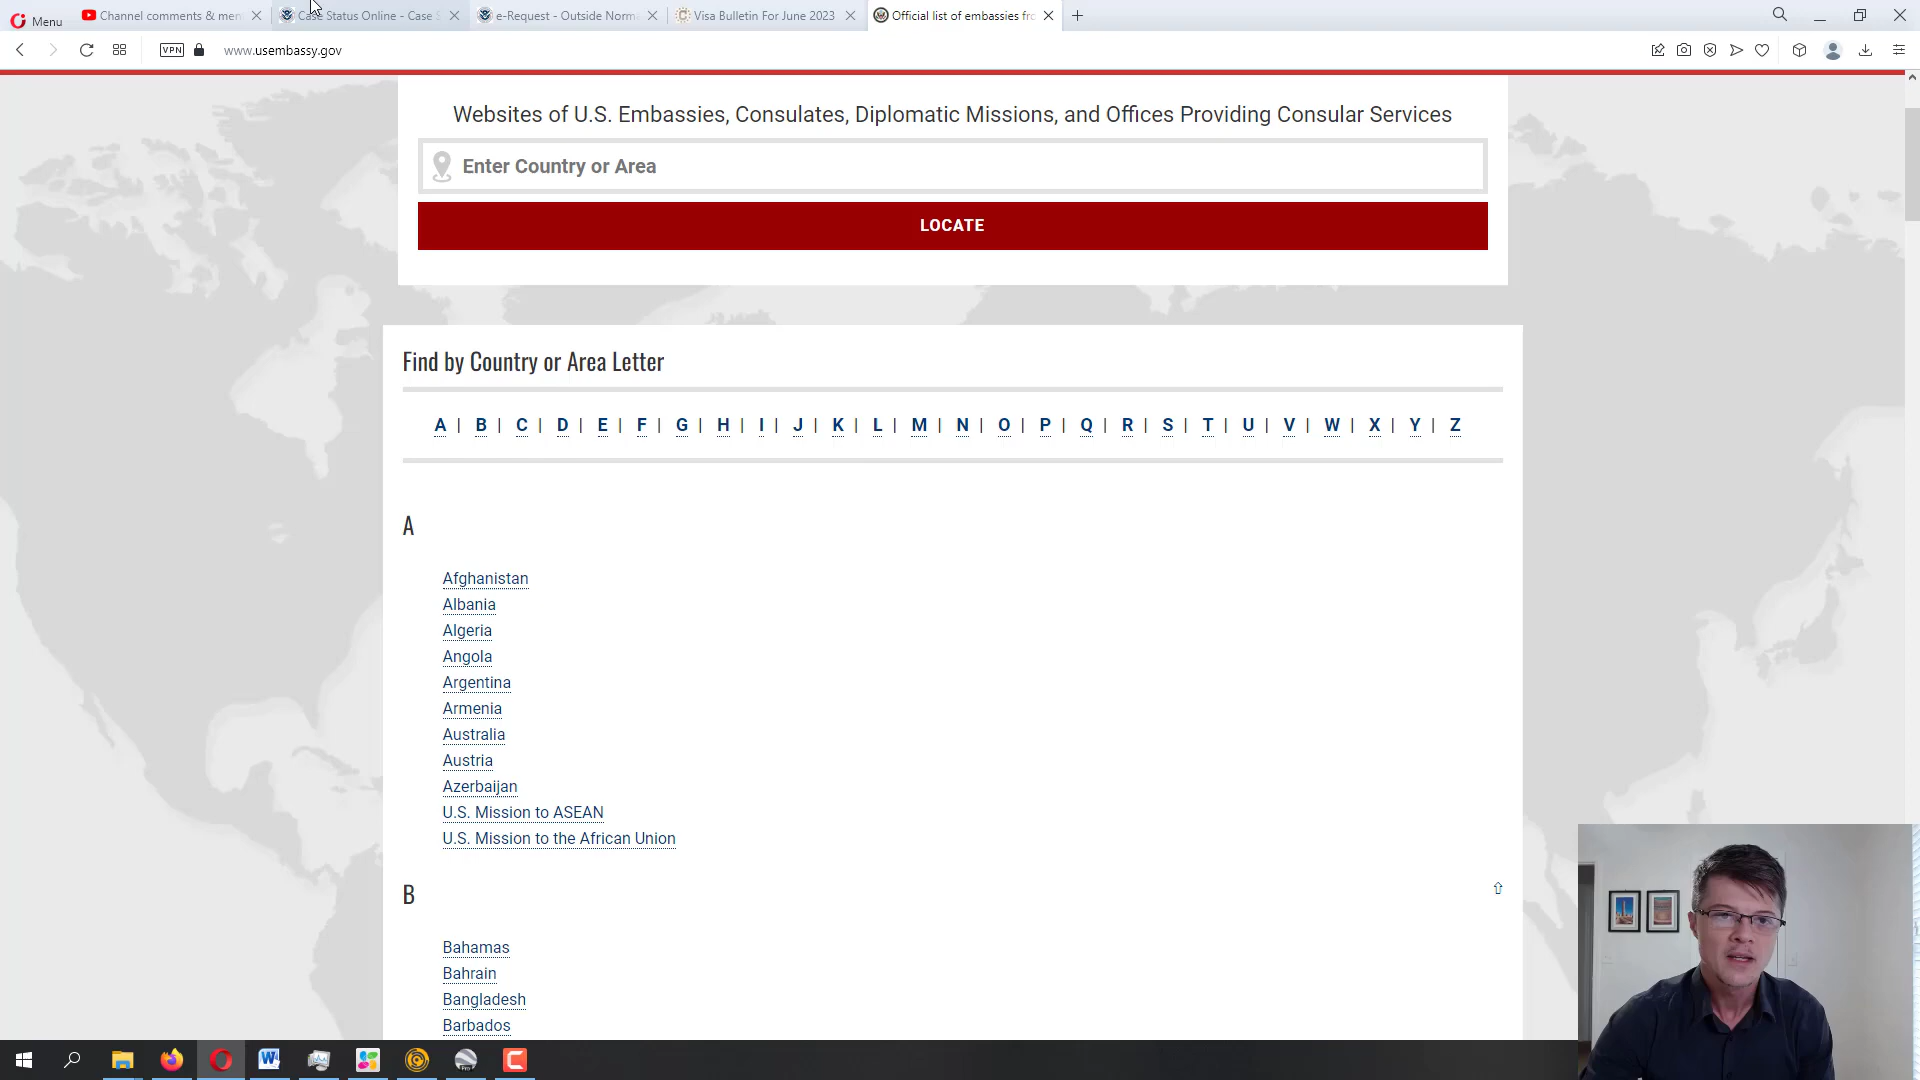 Menu
Channel comments & men
Case Status Online - Case S
e-Request - Outside Norma
Visa Bulletin For June 2023
Official list of embassies fro
VPN
www.usembassy.gov
Websites of U.S. Embassies, Consulates, Diplomatic Missions, and Offices Providing Consular Services
Enter Country or Area
LOCATE
Find by Country or Area Letter
A | B | C | D | E | F | G | H | I | J | K | L | M | N | O | P | Q | R | S | T | U | V | W | X | Y | Z
A
Afghanistan
Albania
Algeria
Angola
Argentina
Armenia
Australia
Austria
Azerbaijan
U.S. Mission to ASEAN
U.S. Mission to the African Union
B
Bahamas
Bahrain
Bangladesh
Barbados